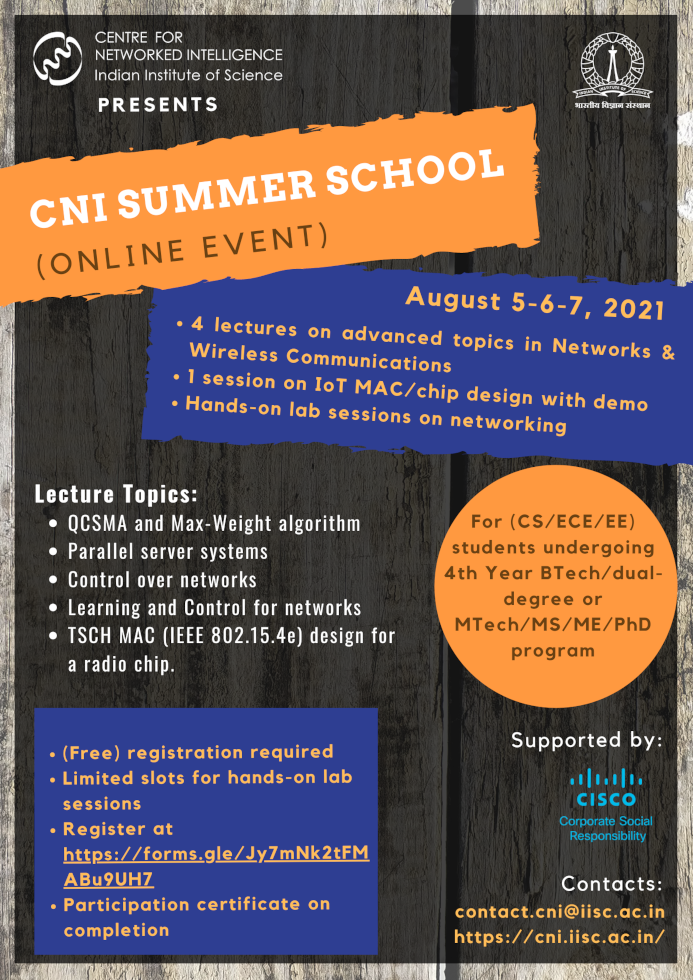 CENTRE FOR
NETWORKED INTELLIGENCE
Indian Institute of Science
PRESENTS
INDIAN INSTITUTE OF SCIENCE
भारतीय विज्ञान संस्थान
CNI SUMMER SCHOOL
(ONLINE EVENT)
August 5-6-7, 2021
• 4 lectures on advanced topics in Networks &
Wireless Communications
• 1 session on IoT MAC/chip design with demo
• Hands-on lab sessions on networking
Lecture Topics:
• QCSMA and Max-Weight algorithm
• Parallel server systems
• Control over networks
• Learning and Control for networks
• TSCH MAC (IEEE 802.15.4e) design for
a radio chip.
For (CS/ECE/EE)
students undergoing
4th Year BTech/dual-
degree or
MTech/MS/ME/PhD
program
• (Free) registration required
• Limited slots for hands-on lab
sessions
• Register at
https://forms.gle/Jy7mNk2tFM
ABu9UH7
• Participation certificate on
completion
Supported by:
CISCO
Corporate Social
Responsibility
Contacts:
contact.cni@iisc.ac.in
https://cni.iisc.ac.in/